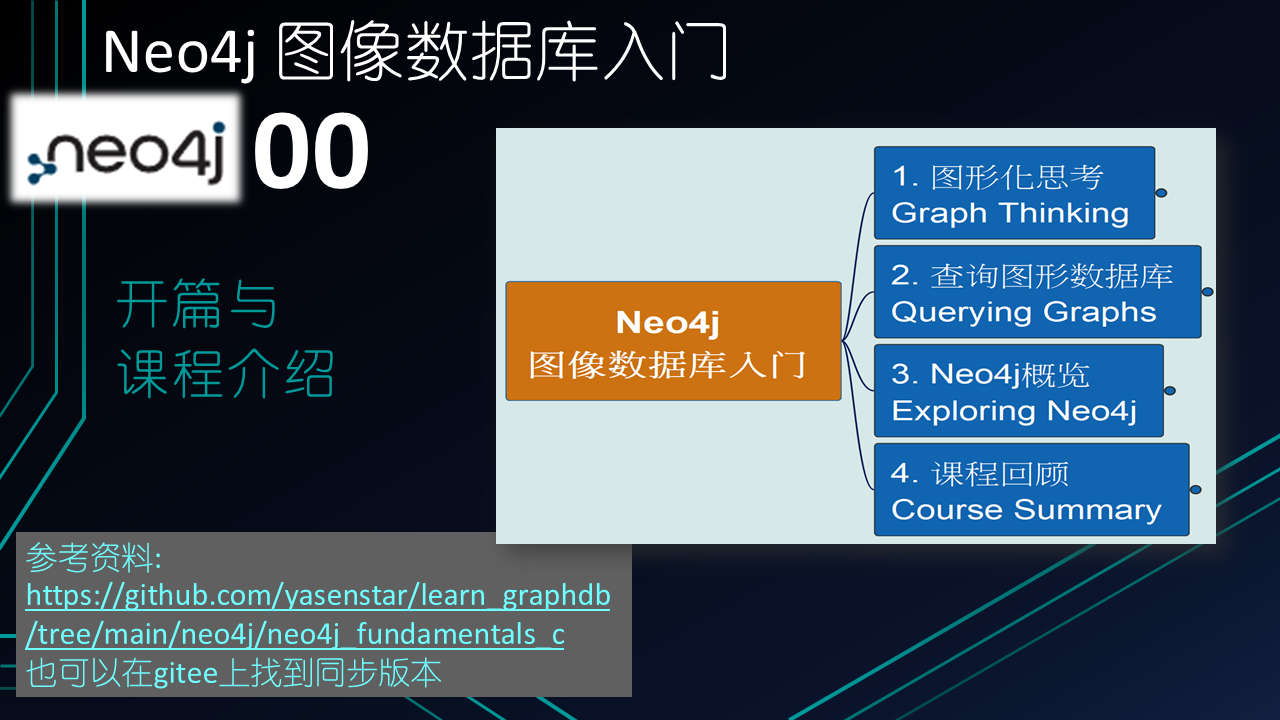 Neo4j 图像数据库入门
neo4j
00
开篇与
课程介绍
Neo4j
图像数据库入门
1. 图形化思考
Graph Thinking
2. 查询图形数据库
Querying Graphs
3. Neo4j概览
Exploring Neo4j
4. 课程回顾
Course Summary
参考资料:
https://github.com/yasenstar/learn_graphdb
/tree/main/neo4j/neo4j_fundamentals_c
也可以在gitee上找到同步版本